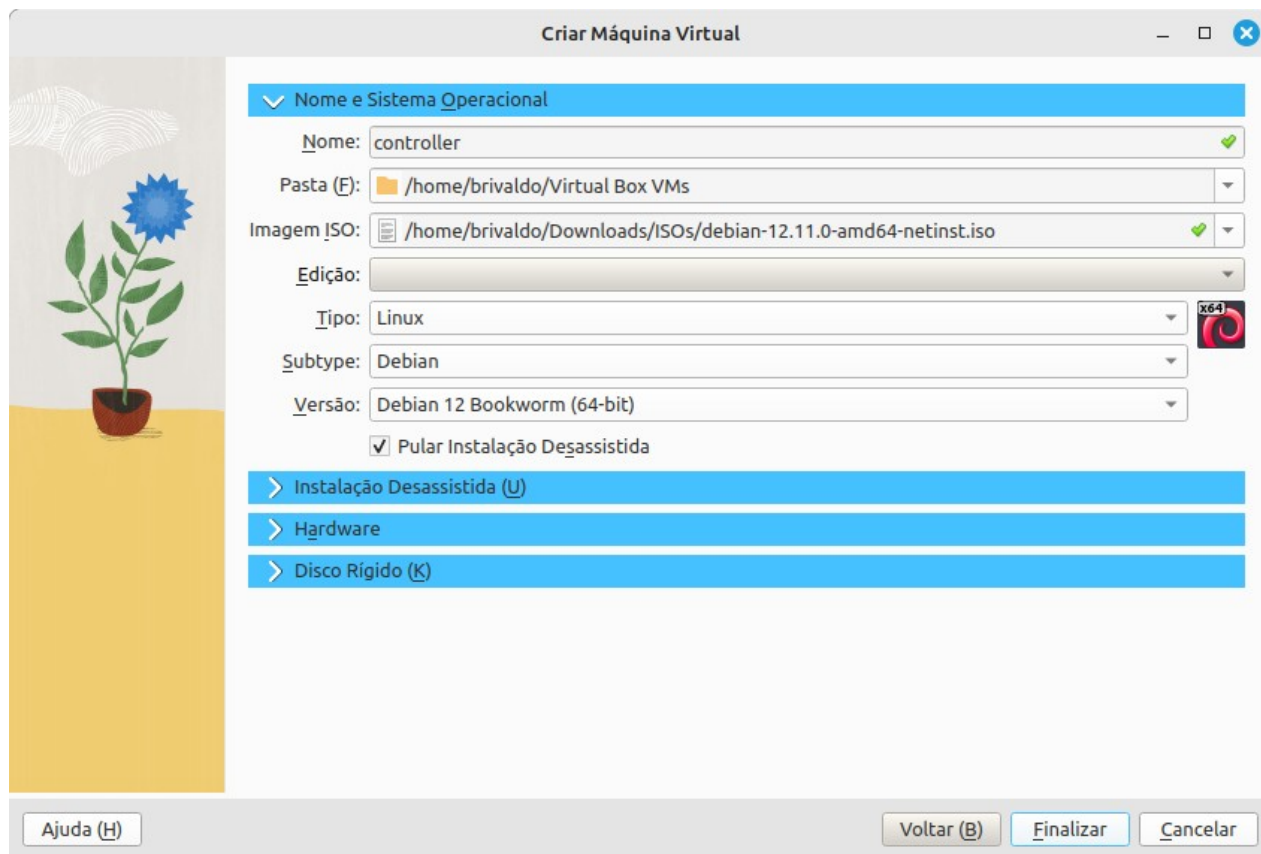 Criar Máquina Virtual
Nome e Sistema Operacional
Nome: controller
Pasta (F): /home/brivaldo/Virtual Box VMs
Imagem ISO: /home/brivaldo/Downloads/ISOs/debian-12.11.0-amd64-netinst.iso
Edição:
Tipo: Linux
x64
Subtype: Debian
Versão: Debian 12 Bookworm (64-bit)
Pular Instalação Desassistida
Instalação Desassistida (U)
Hardware
Disco Rígido (K)
Ajuda (H) Voltar (B) Finalizar Cancelar